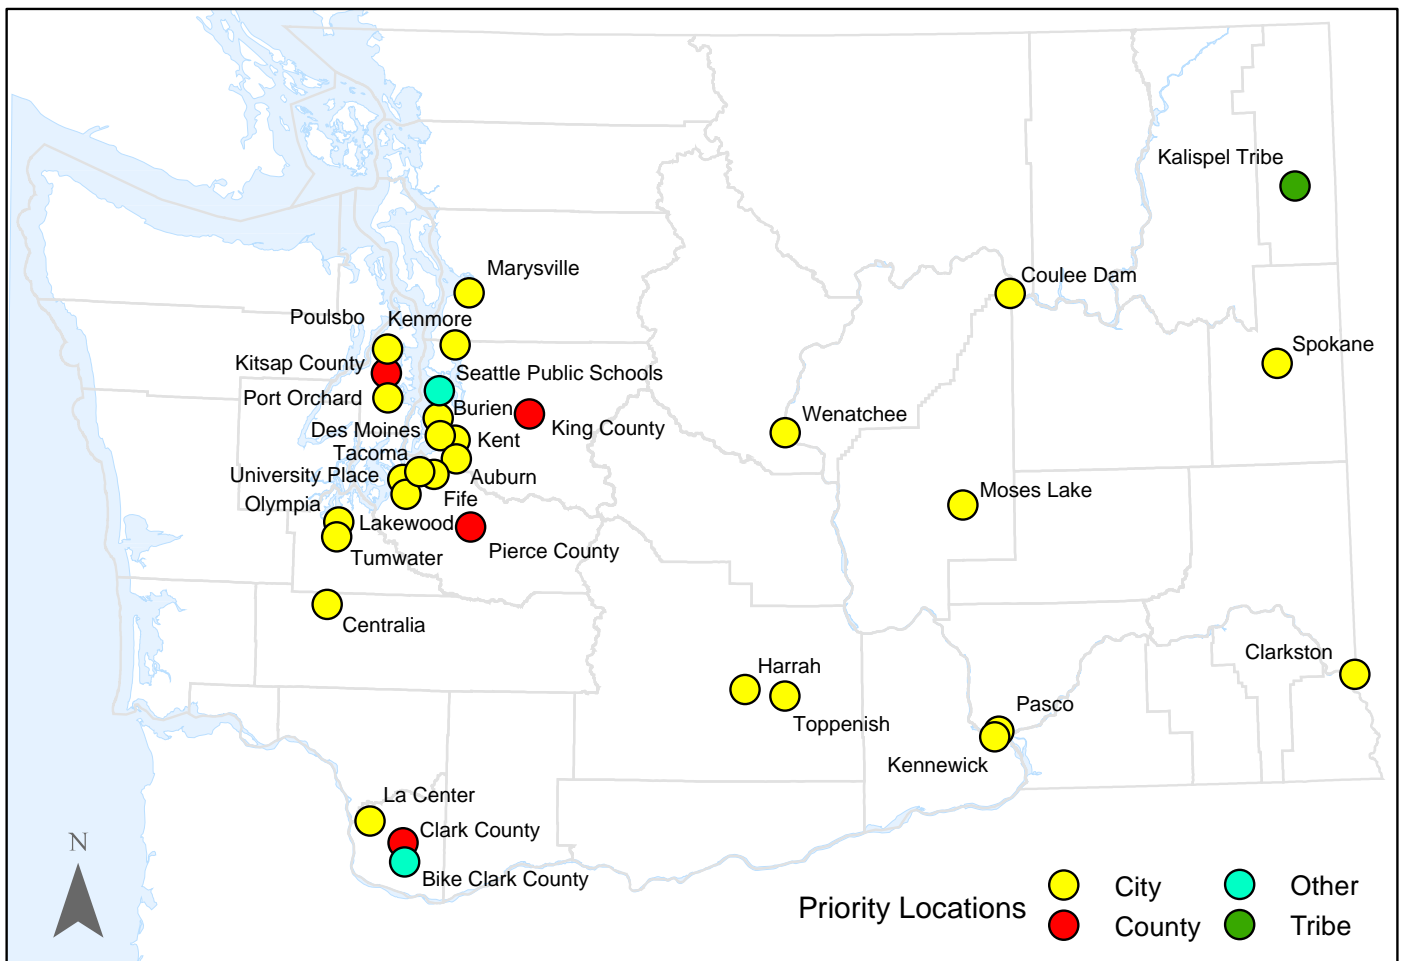 Kalispel Tribe
Marysville
Coulee Dam
Poulsbo
Kenmore
Spokane
Kitsap County
Seattle Public Schools
Port Orchard
Burien
Wenatchee
Des Moines
Kent
King County
Tacoma
University Place
Auburn
Olympia
Fife
Moses Lake
Lakewood
Tumwater
Pierce County
Centralia
Harrah
Clarkston
Toppenish
Pasco
Kennewick
La Center
Clark County
Bike Clark County
N
Priority Locations
City
Other
County
Tribe